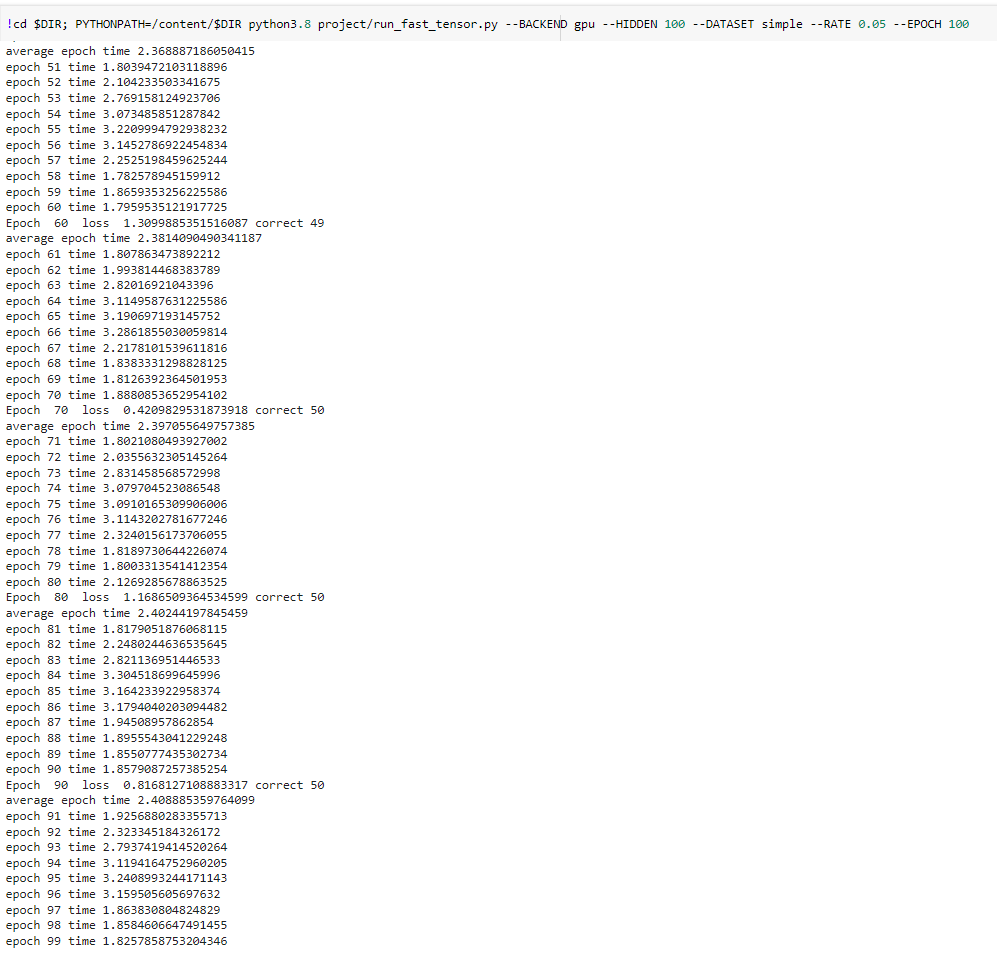 !cd $DIR; PYTHONPATH=/content/$DIR python3.8 project/run_fast_tensor.py --BACKEND gpu --HIDDEN 100 --DATASET simple --RATE 0.05 --EPOCH 100
average epoch time 2.368887186050415
epoch 51 time 1.8039472103118896
epoch 52 time 2.104233503341675
epoch 53 time 2.769158124923706
epoch 54 time 3.073485851287842
epoch 55 time 3.2209994792938232
epoch 56 time 3.1452786922454834
epoch 57 time 2.2525198459625244
epoch 58 time 1.782578945159912
epoch 59 time 1.8659353256225586
epoch 60 time 1.7959535121917725
Epoch  60  loss  1.3099885351516087 correct 49
average epoch time 2.3814090490341187
epoch 61 time 1.807863473892212
epoch 62 time 1.993814468383789
epoch 63 time 2.82016921043396
epoch 64 time 3.1149587631225586
epoch 65 time 3.190697193145752
epoch 66 time 3.2861855030059814
epoch 67 time 2.2178101539611816
epoch 68 time 1.8383331298828125
epoch 69 time 1.8126392364501953
epoch 70 time 1.8880853652954102
Epoch  70  loss  0.4209829531873918 correct 50
average epoch time 2.397055649757385
epoch 71 time 1.8021080493927002
epoch 72 time 2.0355632305145264
epoch 73 time 2.831458568572998
epoch 74 time 3.079704523086548
epoch 75 time 3.0910165309906006
epoch 76 time 3.1143202781677246
epoch 77 time 2.3240156173706055
epoch 78 time 1.8189730644226074
epoch 79 time 1.8003313541412354
epoch 80 time 2.1269285678863525
Epoch  80  loss  1.1686509364534599 correct 50
average epoch time 2.40244197845459
epoch 81 time 1.8179051876068115
epoch 82 time 2.2480244636535645
epoch 83 time 2.821136951446533
epoch 84 time 3.304518699645996
epoch 85 time 3.164233922958374
epoch 86 time 3.1794040203094482
epoch 87 time 1.94508957862854
epoch 88 time 1.8955543041229248
epoch 89 time 1.8550777435302734
epoch 90 time 1.8579087257385254
Epoch  90  loss  0.8168127108883317 correct 50
average epoch time 2.408885359764099
epoch 91 time 1.9256880283355713
epoch 92 time 2.323345184326172
epoch 93 time 2.7937419414520264
epoch 94 time 3.1194164752960205
epoch 95 time 3.2408993244171143
epoch 96 time 3.159505605697632
epoch 97 time 1.863830804824829
epoch 98 time 1.8584606647491455
epoch 99 time 1.8257858753204346